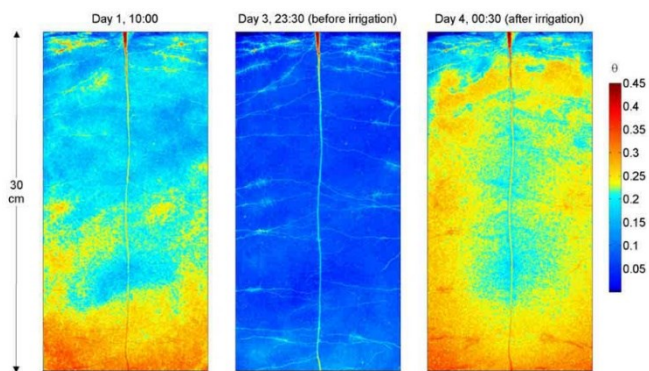 Day 1, 10:00
Day 3, 23:30 (before irrigation)
Day 4, 00:30 (after irrigation)
30
cm
θ
0.45
0.4
0.35
0.3
0.25
0.2
0.15
0.1
0.05